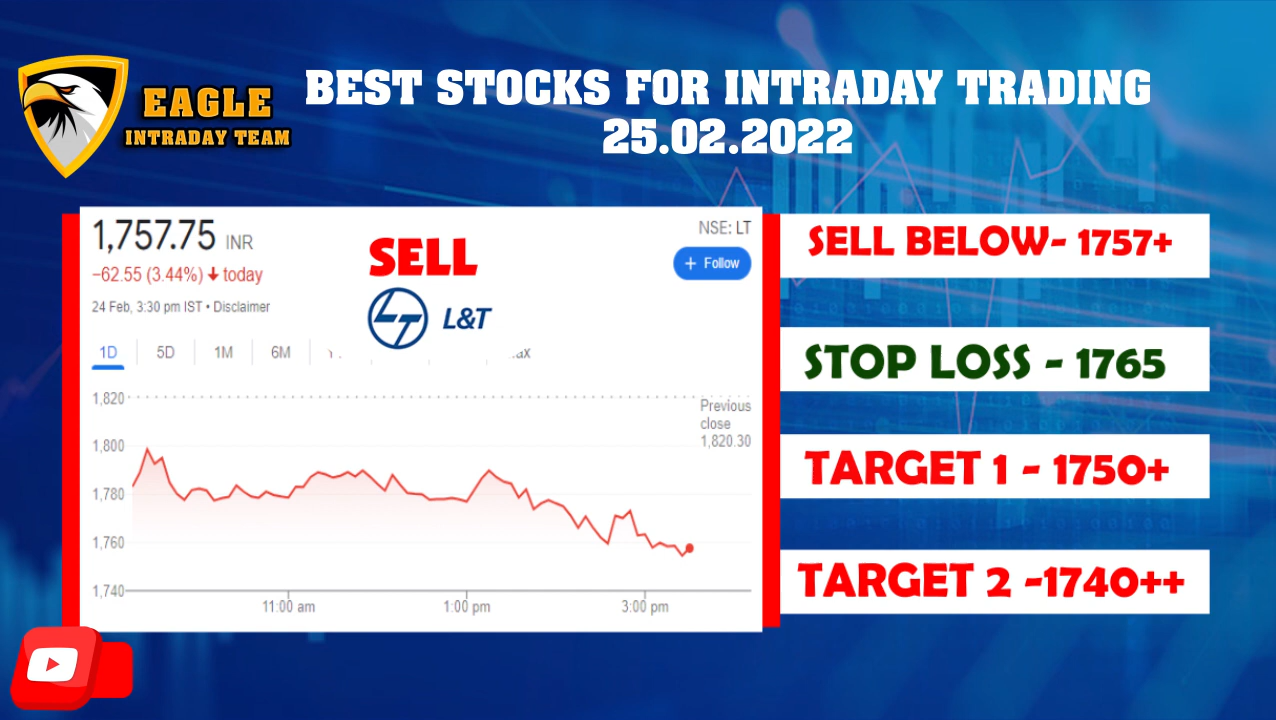 EAGLE
INTRADAY TEAM
BEST STOCKS FOR INTRADAY TRADING
25.02.2022
1,757.75 INR
−62.55 (3.44%) today
24 Feb, 3:30 pm IST • Disclaimer
SELL
L&T
NSE: LT
+ Follow
1D 5D 1M 6M
1,820
1,800
1,780
1,760
1,740
Previous
close
1,820.30
11:00 am 1:00 pm 3:00 pm
SELL BELOW- 1757+
STOP LOSS - 1765
TARGET 1 - 1750+
TARGET 2 -1740++